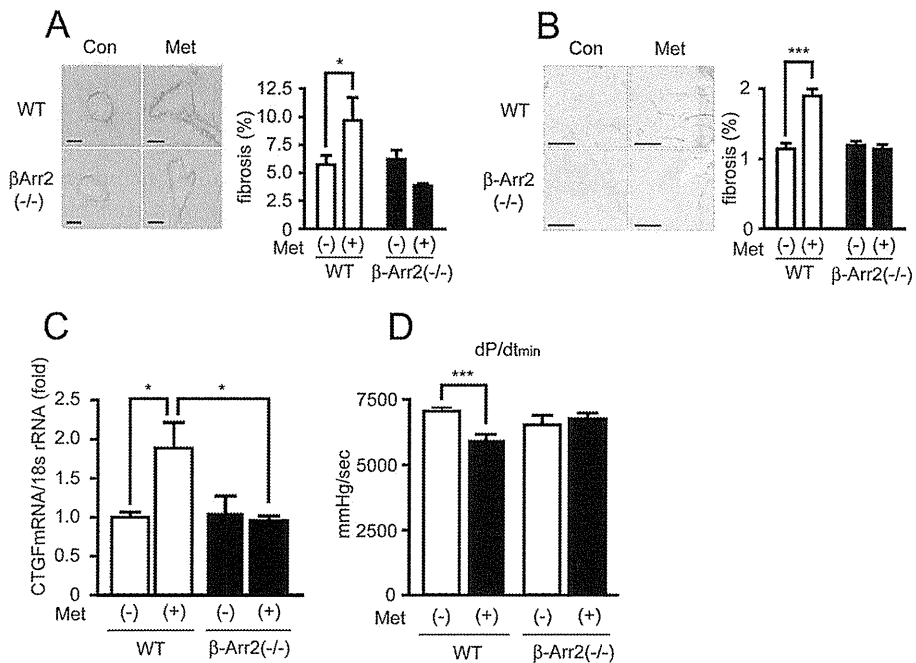 A
Con Met
WT
βArr2
(-/-)
*
fibrosis (%)
12.5
10.0
7.5
5.0
2.5
0
Met (-) (+) (-) (+)
WT β-Arr2(-/-)
B
Con Met
WT
β-Arr2
(-/-)
***
fibrosis (%)
2
1
0
Met (-) (+) (-) (+)
WT β-Arr2(-/-)
C
* *
CTGFmRNA/18s rRNA (fold)
2.5
2.0
1.5
1.0
0.5
0
Met (-) (+) (-) (+)
WT β-Arr2(-/-)
D
dP/dtmin
***
mmHg/sec
7500
5000
2500
0
Met (-) (+) (-) (+)
WT β-Arr2(-/-)